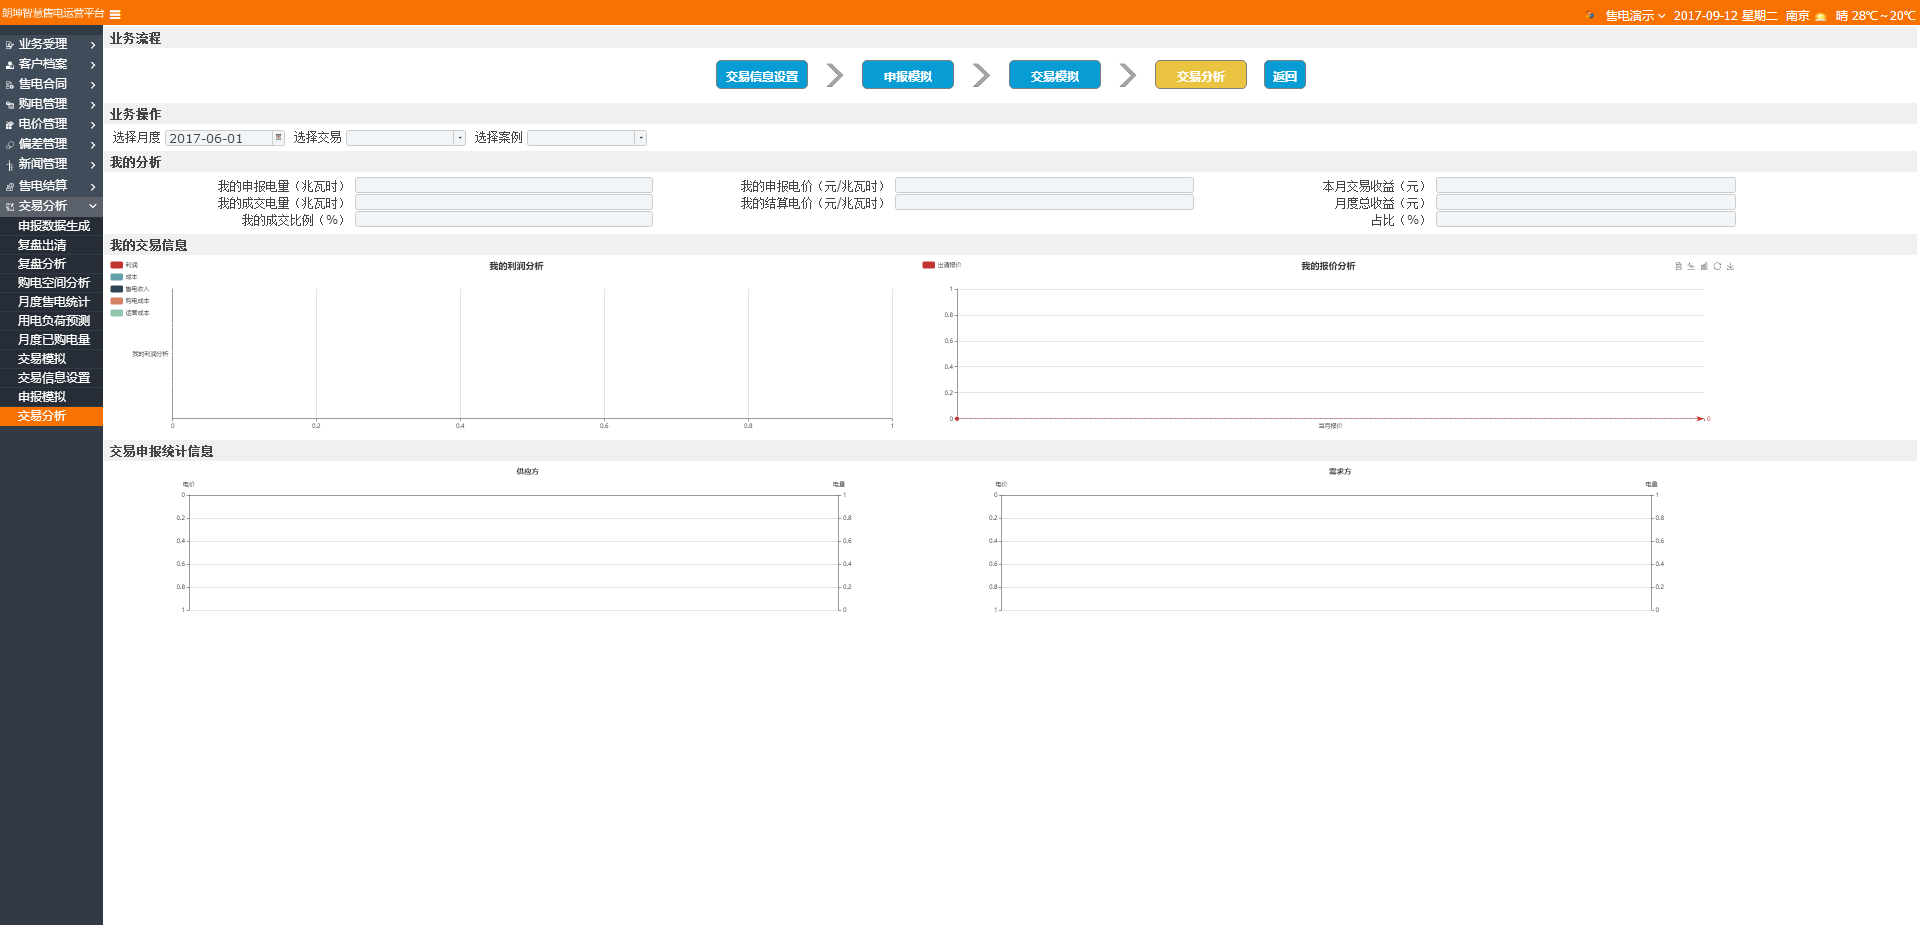 朗坤智慧售电运营平台
售电演示 2017-09-12 星期二 南京 晴 28℃～20℃
业务受理
客户档案
售电合同
购电管理
电价管理
偏差管理
新闻管理
售电结算
交易分析
申报数据生成
复盘出清
复盘分析
购电空间分析
月度售电统计
用电负荷预测
月度已购电量
交易模拟
交易信息设置
申报模拟
交易分析
业务流程
交易信息设置 申报模拟 交易模拟 交易分析 返回
业务操作
选择月度 2017-06-01 选择交易 选择案例
我的分析
我的申报电量（兆瓦时） 我的申报电价（元/兆瓦时） 本月交易收益（元）
我的成交电量（兆瓦时） 我的结算电价（元/兆瓦时） 月度总收益（元）
我的成交比例（%） 占比（%）
我的交易信息
利润
成本
售电收入
购电成本
运营成本
我的利润分析
我的利润分析
0 0.2 0.4 0.6 0.8 1
出清报价
我的报价分析
1
0.8
0.6
0.4
0.2
0 0
当月报价
交易申报统计信息
供应方
电价 电量
0 1
0.2 0.8
0.4 0.6
0.6 0.4
0.8 0.2
1 0
需求方
电价 电量
0 1
0.2 0.8
0.4 0.6
0.6 0.4
0.8 0.2
1 0